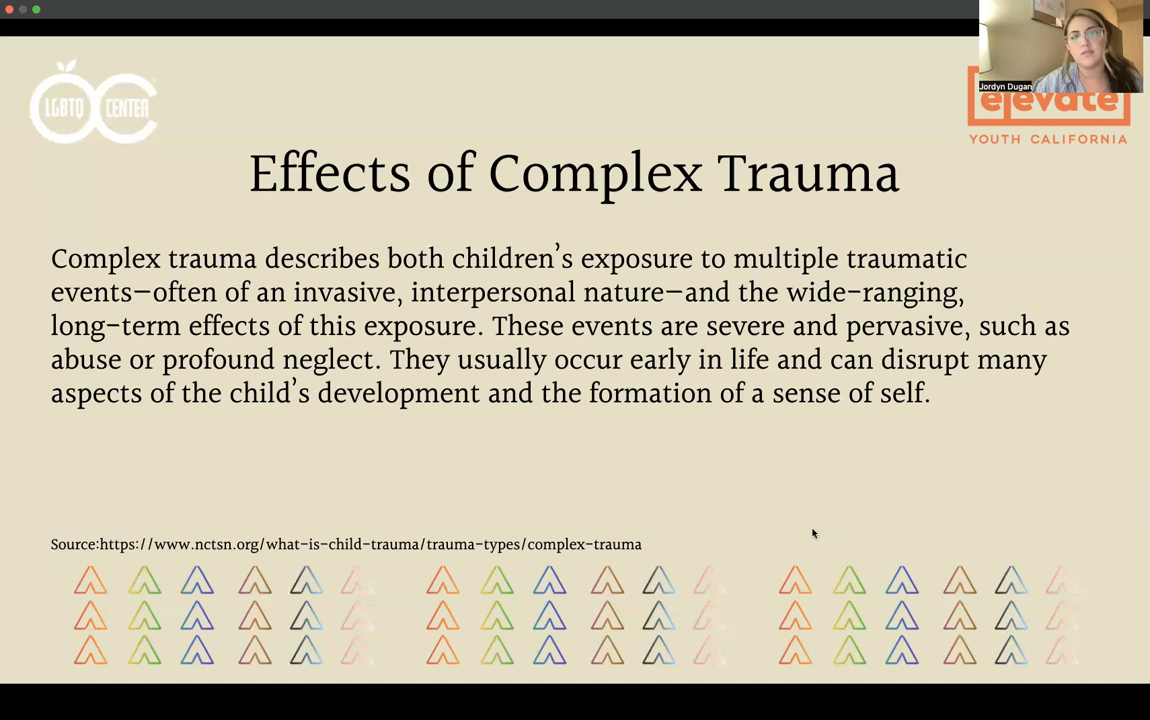 LGBTQ CENTER
Jordyn Dugan
elevate
YOUTH CALIFORNIA
Effects of Complex Trauma
Complex trauma describes both children’s exposure to multiple traumatic
events—often of an invasive, interpersonal nature—and the wide-ranging,
long-term effects of this exposure. These events are severe and pervasive, such as
abuse or profound neglect. They usually occur early in life and can disrupt many
aspects of the child’s development and the formation of a sense of self.
Source:https://www.nctsn.org/what-is-child-trauma/trauma-types/complex-trauma